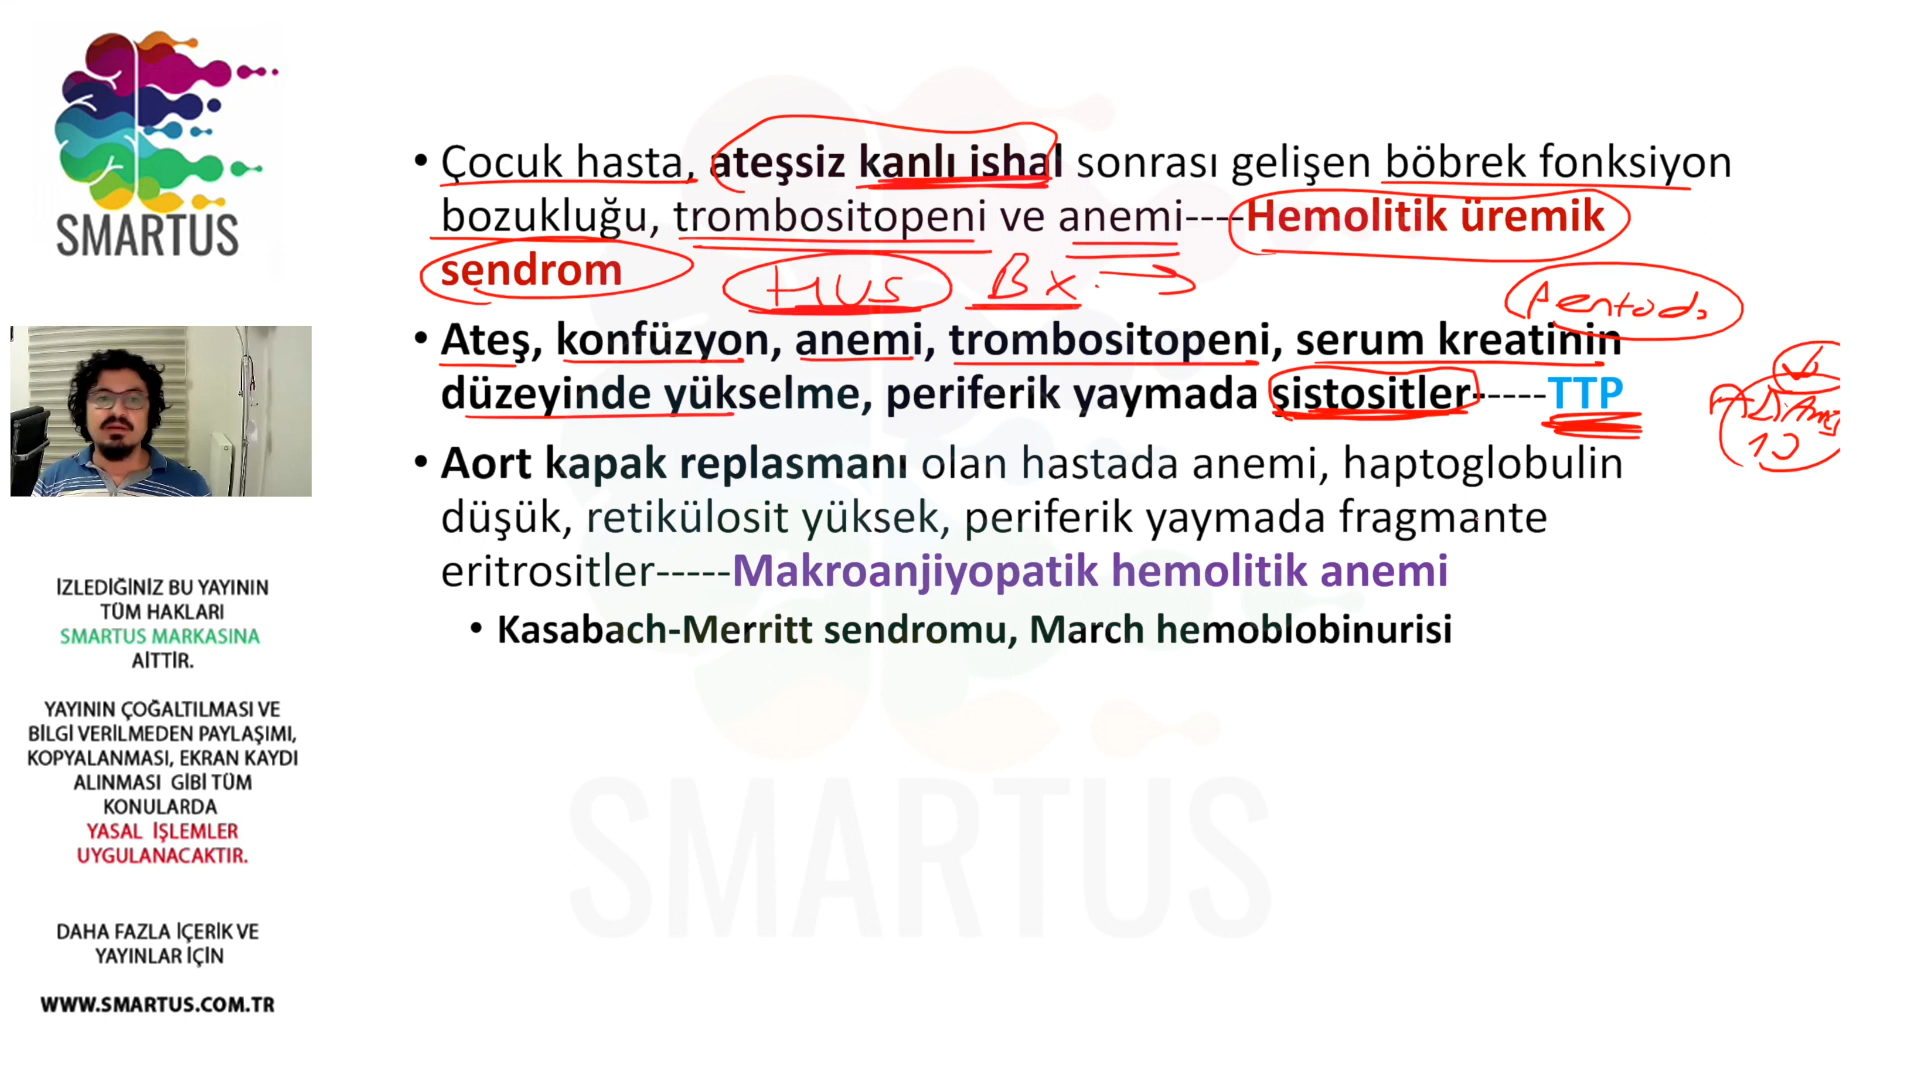 SMARTUS
• Çocuk hasta, ateşsiz kanlı ishal sonrası gelişen böbrek fonksiyon
bozukluğu, trombositopeni ve anemi----Hemolitik üremik
sendrom
HUS Bx
Pentad
• Ateş, konfüzyon, anemi, trombositopeni, serum kreatinin
düzeyinde yükselme, periferik yaymada şistositler-----TTP
• Aort kapak replasmanı olan hastada anemi, haptoglobulin
düşük, retikülosit yüksek, periferik yaymada fragmante
eritrositler-----Makroanjiyopatik hemolitik anemi
• Kasabach-Merritt sendromu, March hemoblobinurisi
SMARTUS
İZLEDİĞİNİZ BU YAYININ
TÜM HAKLARI
SMARTUS MARKASINA
AİTTİR.
YAYININ ÇOĞALTILMASI VE
BİLGİ VERİLMEDEN PAYLAŞIMI,
KOPYALANMASI, EKRAN KAYDI
ALINMASI GİBİ TÜM
KONULARDA
YASAL İŞLEMLER
UYGULANACAKTIR.
DAHA FAZLA İÇERİK VE
YAYINLAR İÇİN
WWW.SMARTUS.COM.TR